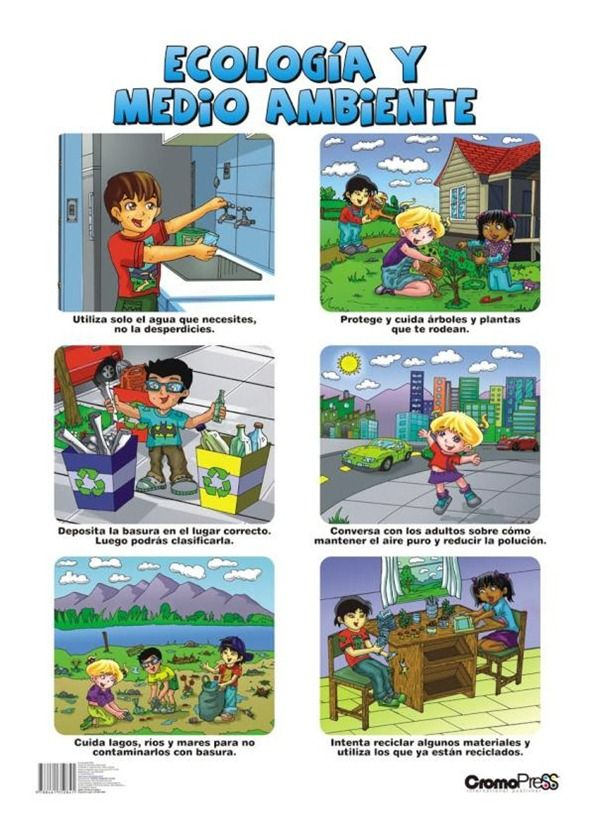 ECOLOGÍA Y
MEDIO AMBIENTE
Utiliza solo el agua que necesites,
no la desperdicies.
Protege y cuida árboles y plantas
que te rodean.
Deposita la basura en el lugar correcto.
Luego podrás clasificarla.
Conversa con los adultos sobre cómo
mantener el aire puro y reducir la polución.
Cuida lagos, ríos y mares para no
contaminarlos con basura.
Intenta reciclar algunos materiales y
utiliza los que ya están reciclados.
CromoPress